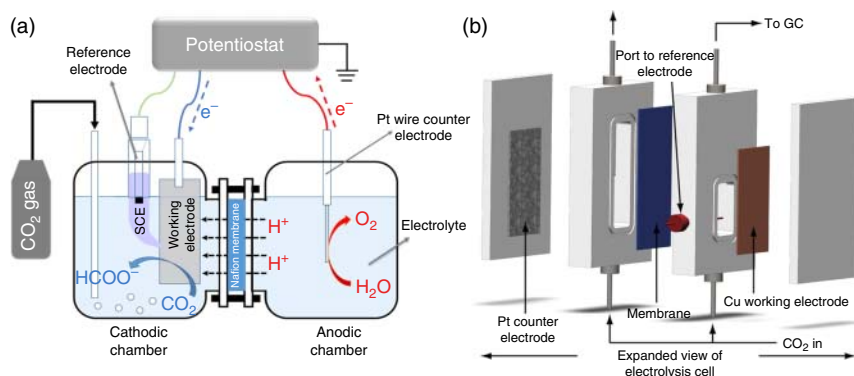 (a)
Potentiostat
Reference
electrode
e⁻
e⁻
Pt wire counter
electrode
CO₂ gas
SCE
Working
electrode
Nafion membrane
H⁺
H⁺
O₂
H₂O
Electrolyte
HCOO⁻
CO₂
Cathodic
chamber
Anodic
chamber
(b)
To GC
Port to reference
electrode
Membrane
Cu working electrode
Pt counter
electrode
CO₂ in
Expanded view of
electrolysis cell